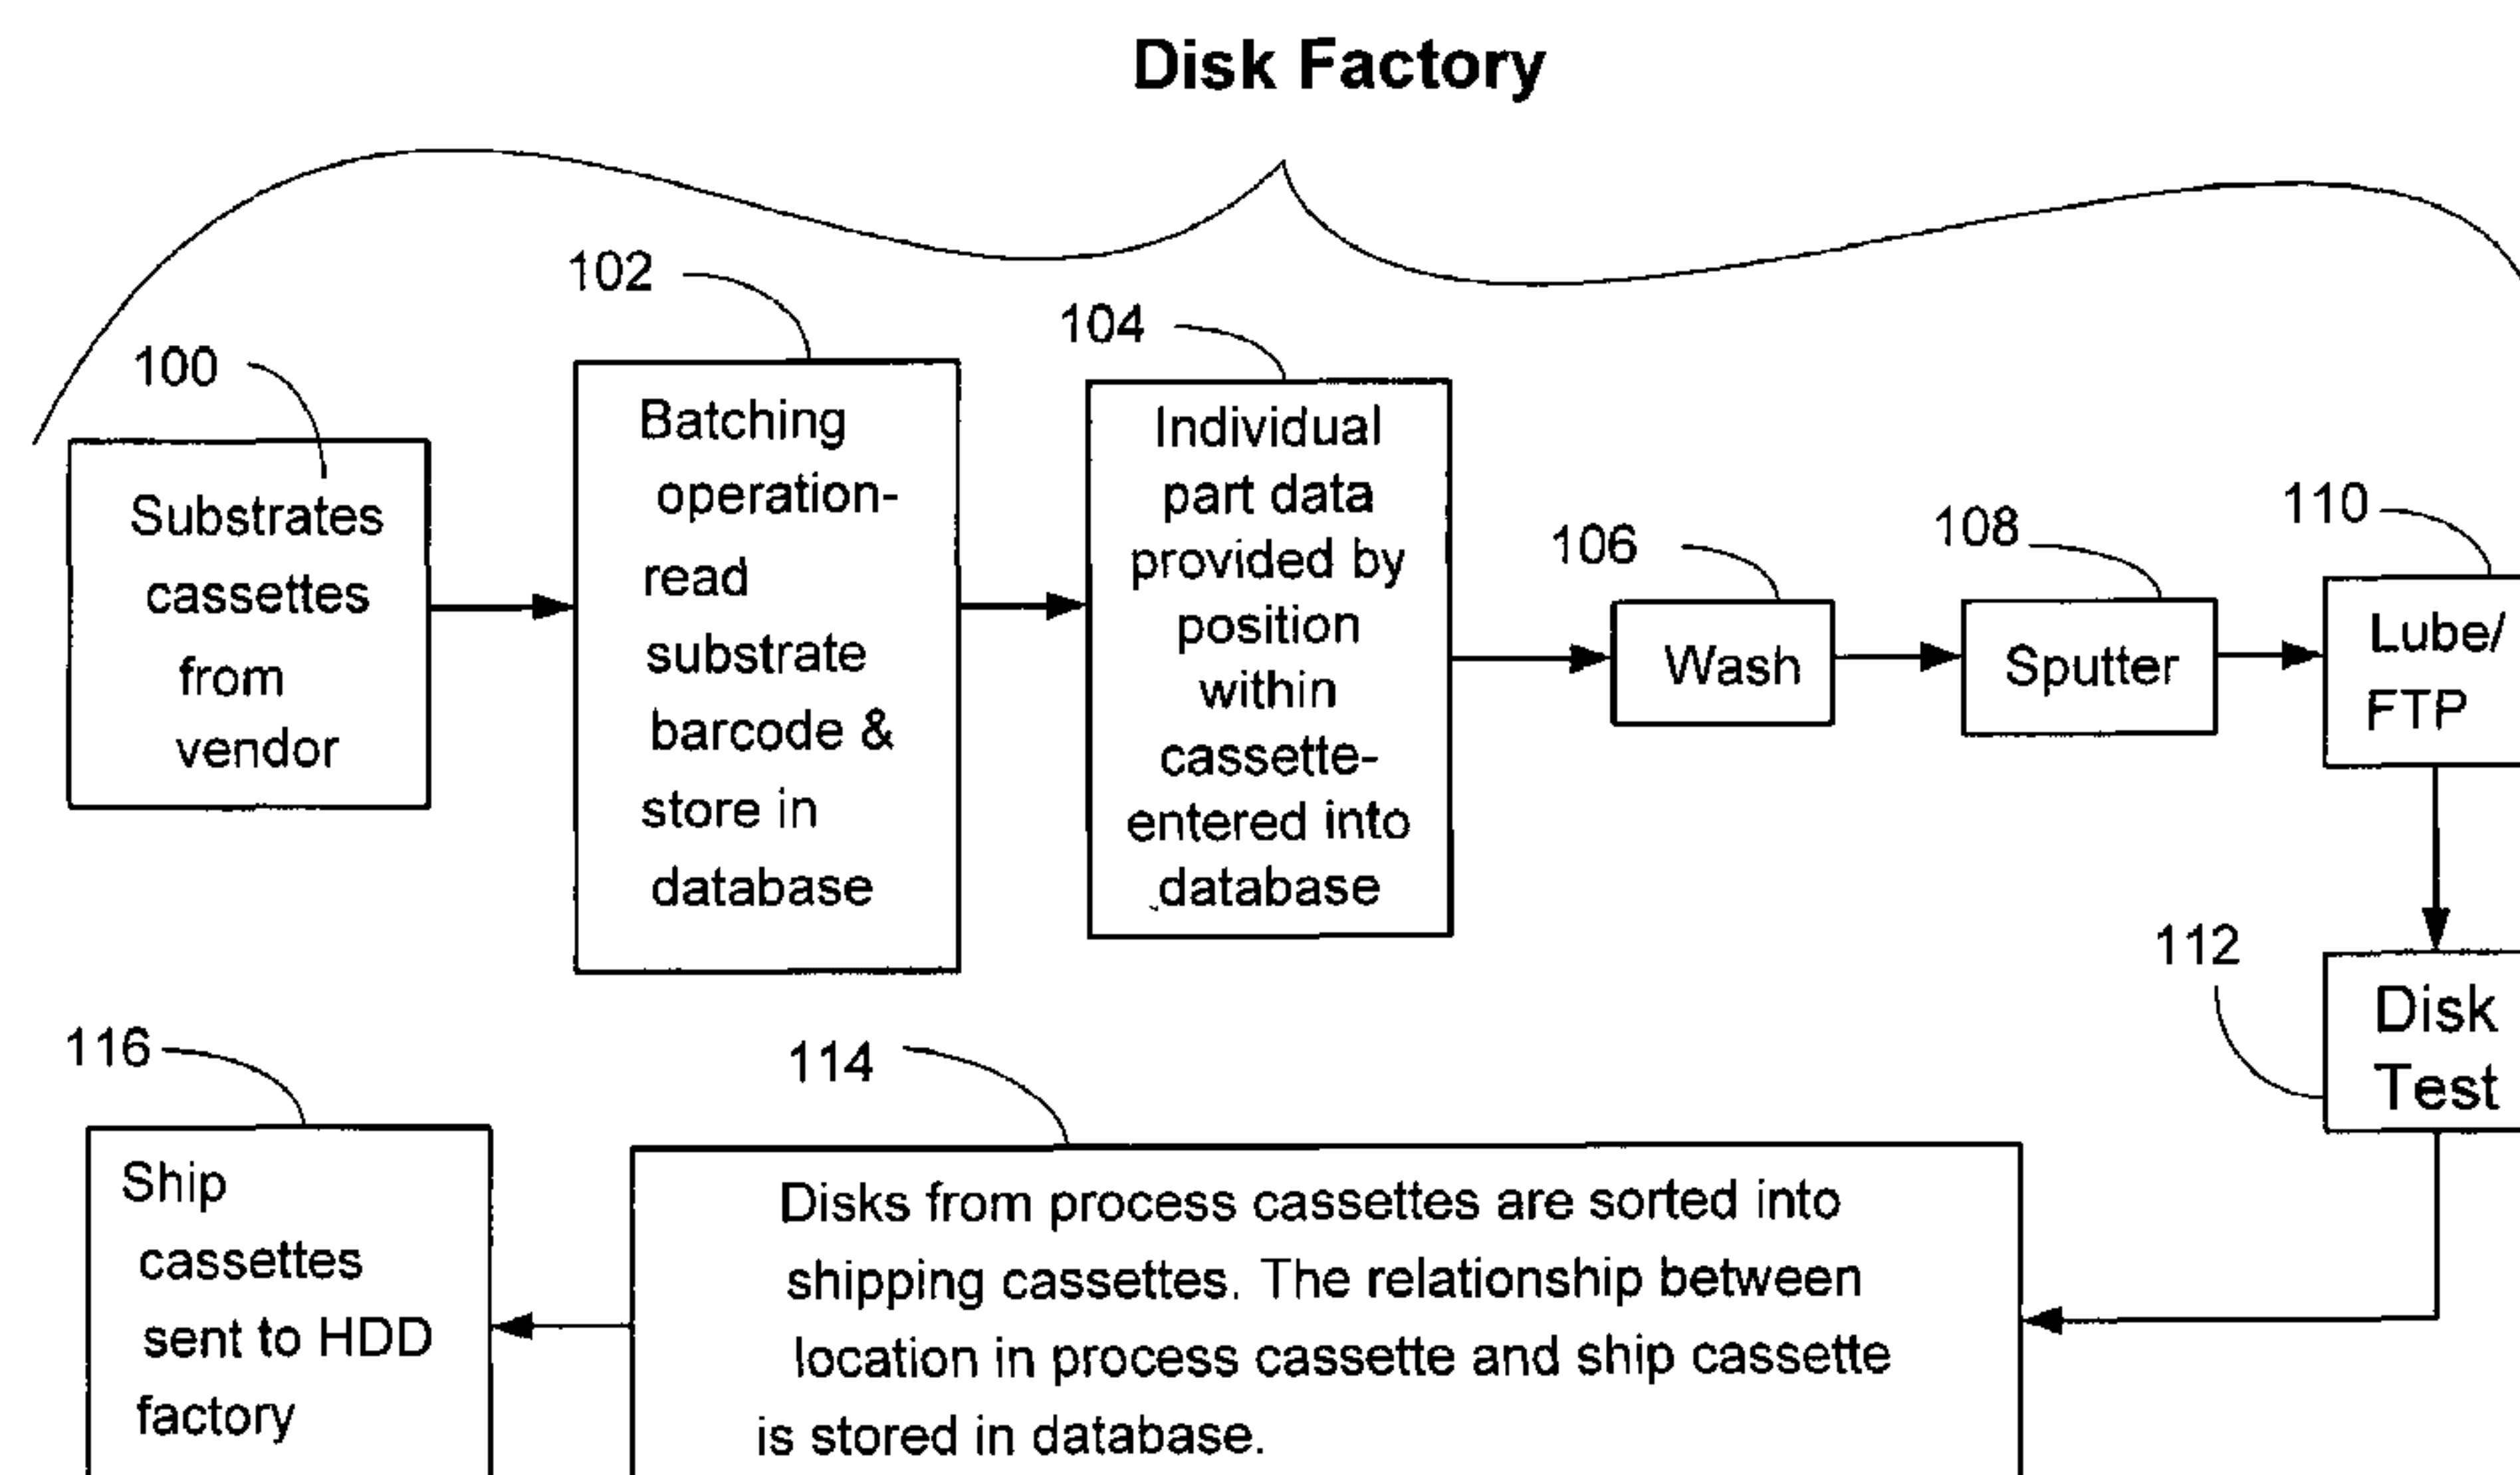 Disk Factory
100
Substrates
cassettes
from
vendor
102
Batching
operation-
read
substrate
barcode &
store in
database
104
Individual
part data
provided by
position
within
cassette-
entered into
database
106
Wash
108
Sputter
110
Lube/
FTP
112
Disk
Test
114
Disks from process cassettes are sorted into
shipping cassettes. The relationship between
location in process cassette and ship cassette
is stored in database.
116
Ship
cassettes
sent to HDD
factory